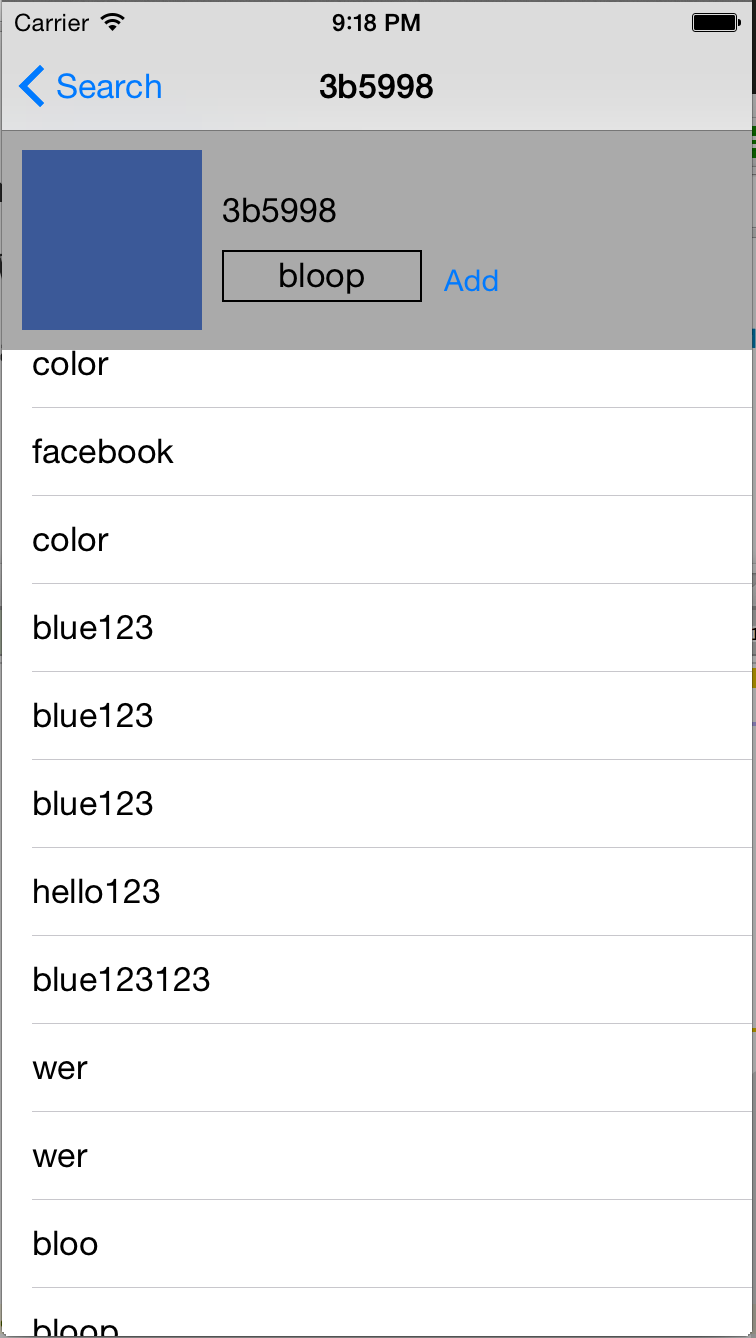 Carrier 9:18 PM
Search 3b5998
3b5998
bloop Add
color
facebook
color
blue123
blue123
blue123
hello123
blue123123
wer
wer
bloo
bloop